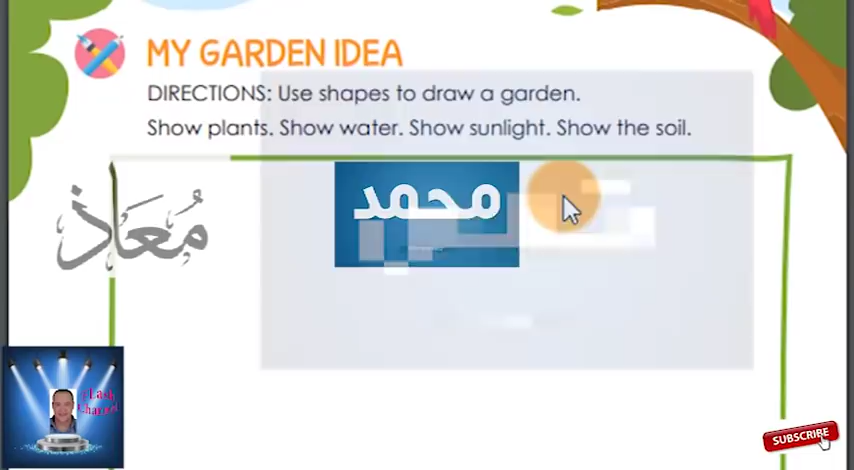 MY GARDEN IDEA
DIRECTIONS: Use shapes to draw a garden.
Show plants. Show water. Show sunlight. Show the soil.
مُعَاذ
محمد
SUBSCRIBE